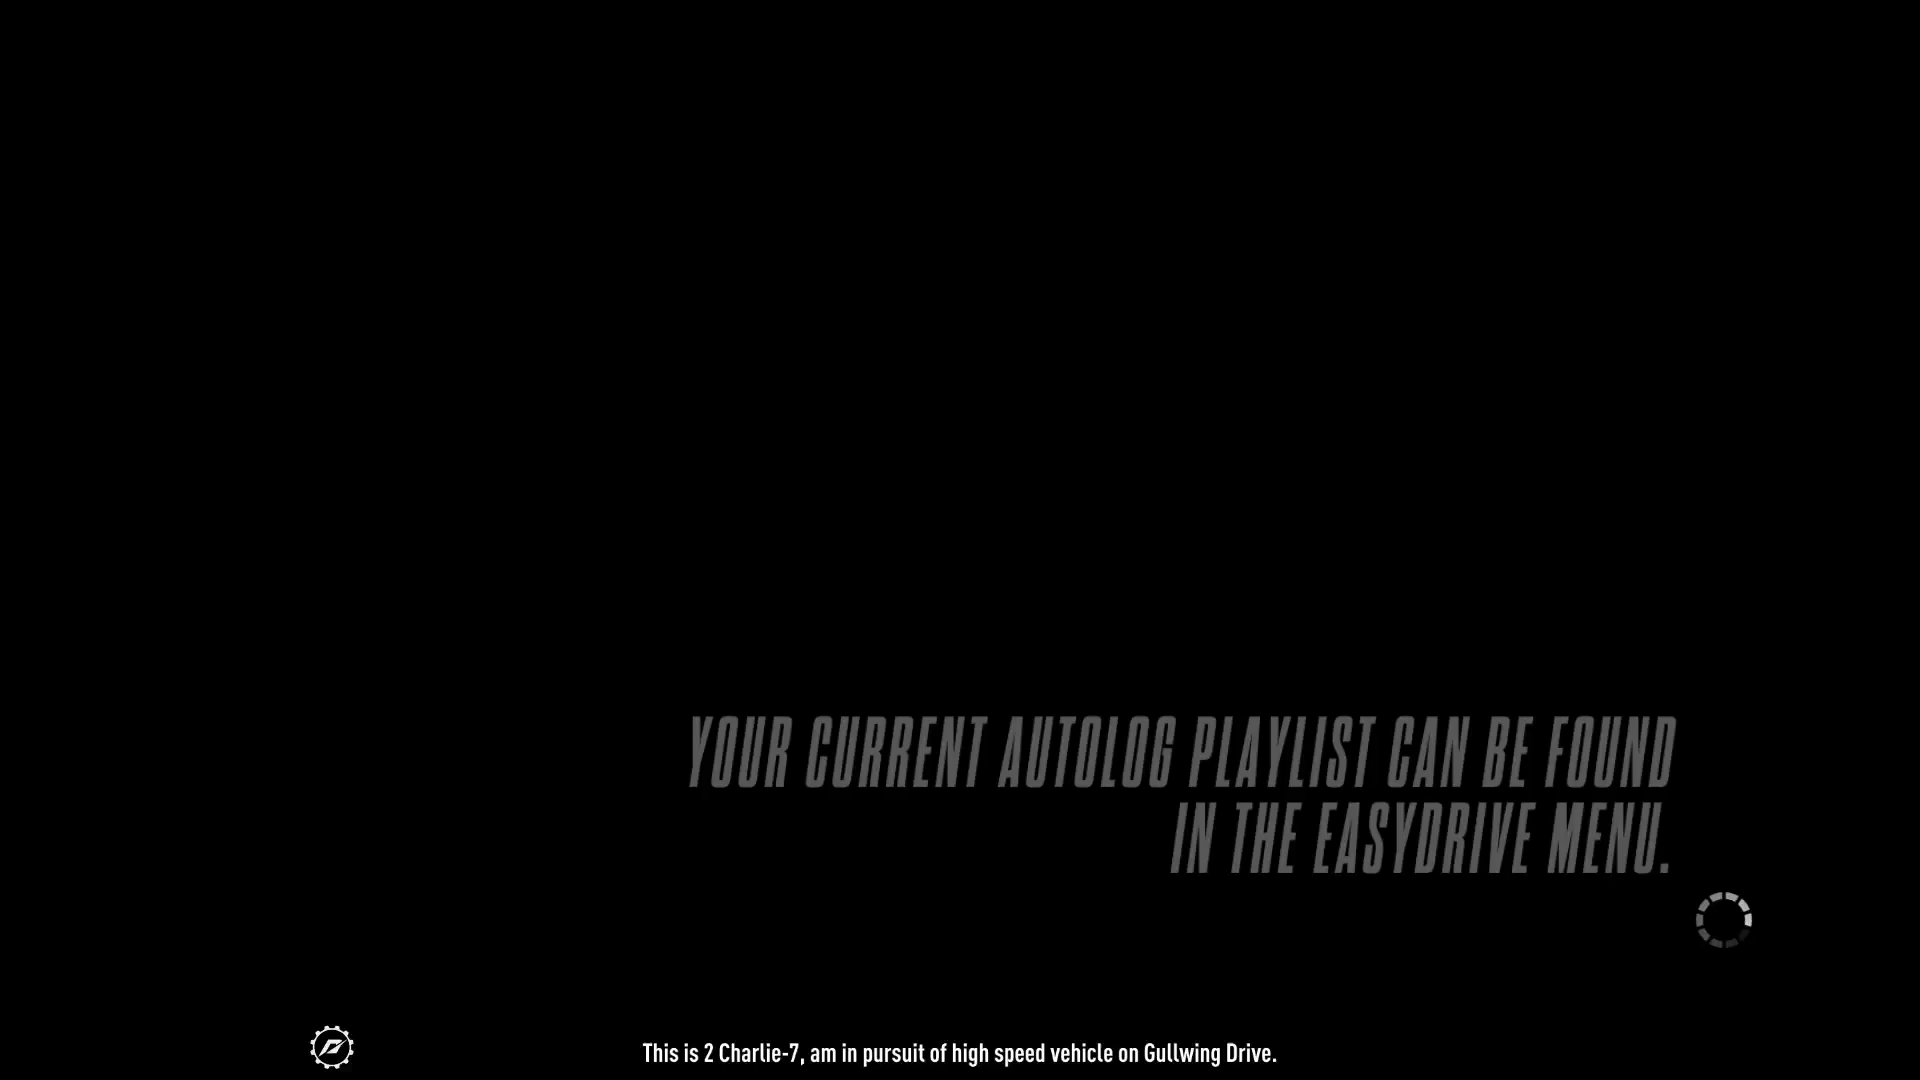 YOUR CURRENT AUTOLOG PLAYLIST CAN BE FOUND
IN THE EASYDRIVE MENU.
This is 2 Charlie-7, am in pursuit of high speed vehicle on Gullwing Drive.